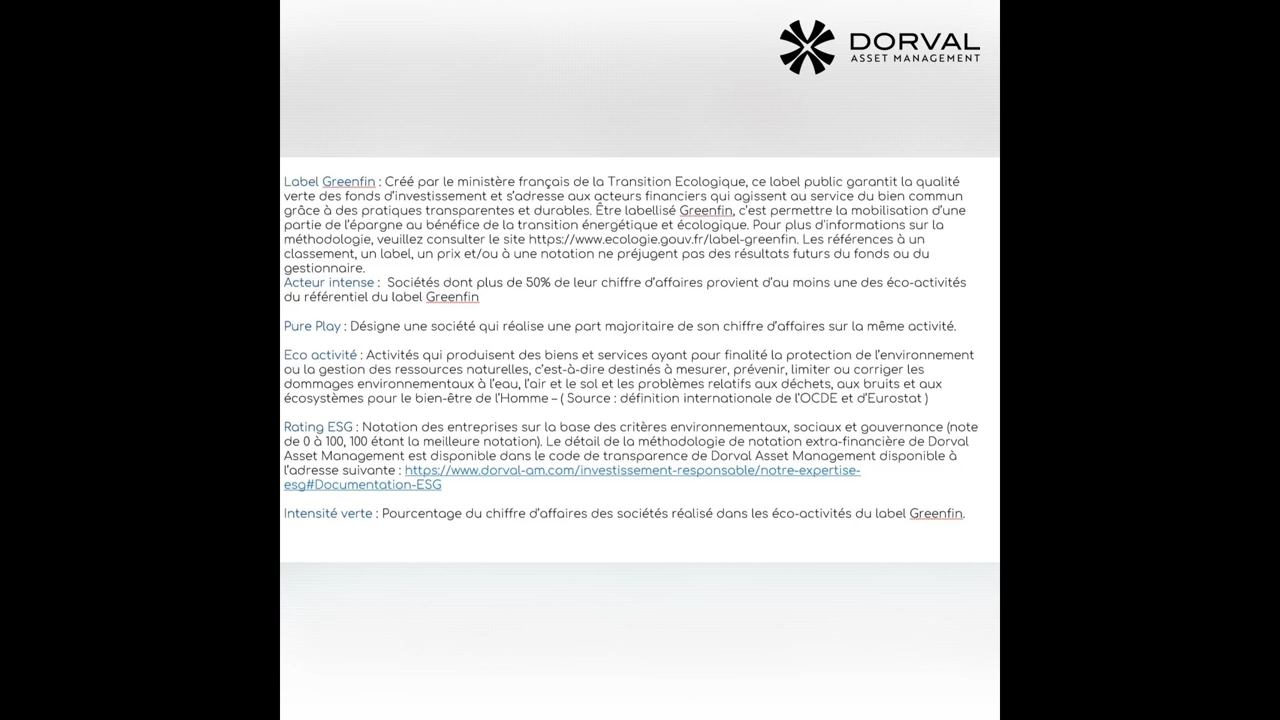 DORVAL
ASSET MANAGEMENT
Label Greenfin : Créé par le ministère français de la Transition Ecologique, ce label public garantit la qualité
verte des fonds d'investissement et s'adresse aux acteurs financiers qui agissent au service du bien commun
grâce à des pratiques transparentes et durables. Être labellisé Greenfin, c'est permettre la mobilisation d'une
partie de l'épargne au bénéfice de la transition énergétique et écologique. Pour plus d'informations sur la
méthodologie, veuillez consulter le site https://www.ecologie.gouv.fr/label-greenfin. Les références à un
classement, un label, un prix et/ou à une notation ne préjugent pas des résultats futurs du fonds ou du
gestionnaire.
Acteur intense :  Sociétés dont plus de 50% de leur chiffre d'affaires provient d'au moins une des éco-activités
du référentiel du label Greenfin
Pure Play : Désigne une société qui réalise une part majoritaire de son chiffre d'affaires sur la même activité.
Eco activité : Activités qui produisent des biens et services ayant pour finalité la protection de l'environnement
ou la gestion des ressources naturelles, c'est-à-dire destinés à mesurer, prévenir, limiter ou corriger les
dommages environnementaux à l'eau, l'air et le sol et les problèmes relatifs aux déchets, aux bruits et aux
écosystèmes pour le bien-être de l'Homme – ( Source : définition internationale de l'OCDE et d'Eurostat )
Rating ESG : Notation des entreprises sur la base des critères environnementaux, sociaux et gouvernance (note
de 0 à 100, 100 étant la meilleure notation). Le détail de la méthodologie de notation extra-financière de Dorval
Asset Management est disponible dans le code de transparence de Dorval Asset Management disponible à
l'adresse suivante : https://www.dorval-am.com/investissement-responsable/notre-expertise-
esg#Documentation-ESG
Intensité verte : Pourcentage du chiffre d'affaires des sociétés réalisé dans les éco-activités du label Greenfin.